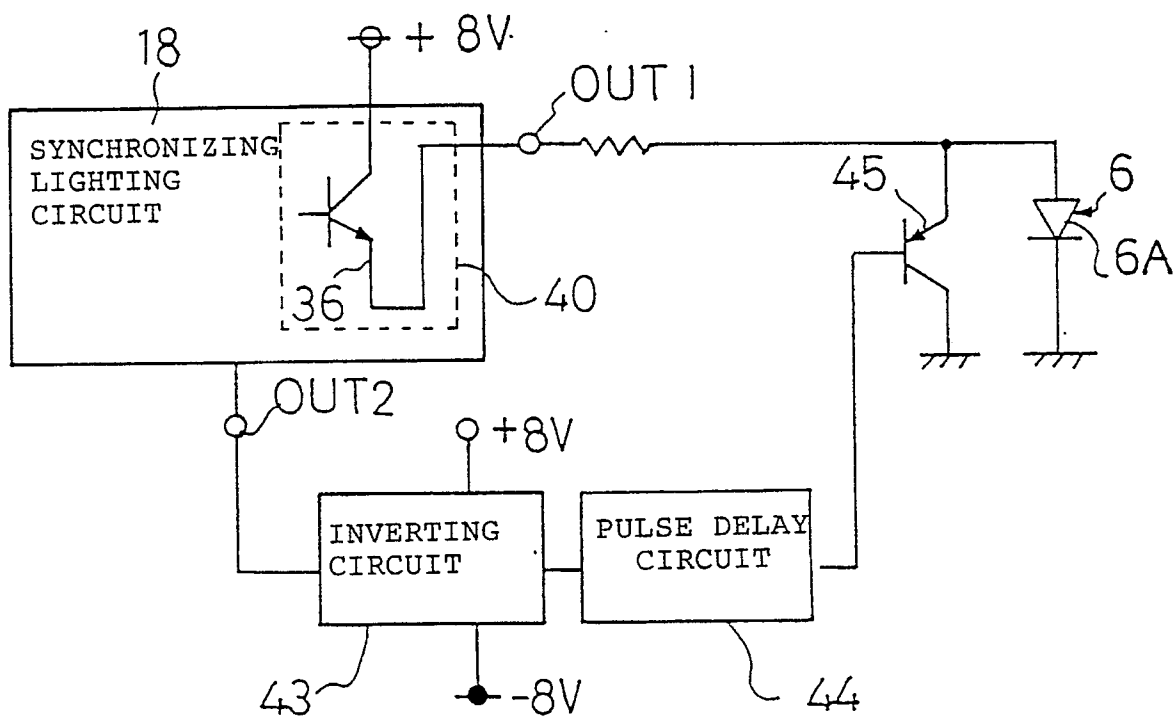 18
+ 8V
OUT 1
SYNCHRONIZING
LIGHTING
CIRCUIT
45
6
6A
36
40
OUT2
+8V
INVERTING
CIRCUIT
PULSE DELAY
CIRCUIT
43
-8V
44